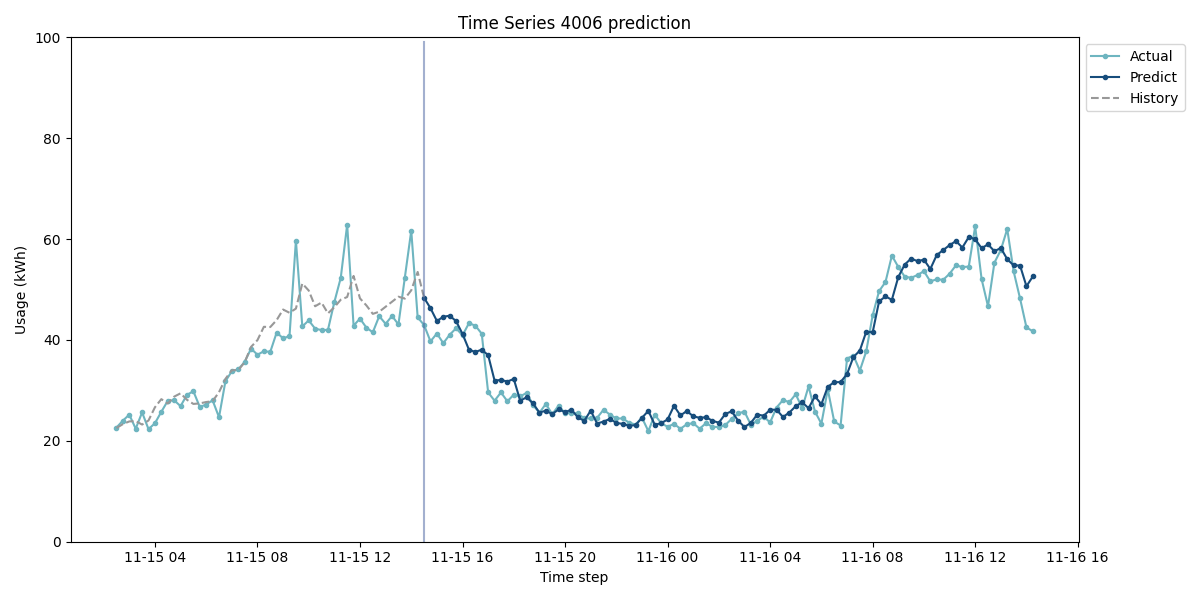 Time Series 4006 prediction
100
80
60
40
20
0
Usage (kWh)
11-15 04
11-15 08
11-15 12
11-15 16
11-15 20
11-16 00
11-16 04
11-16 08
11-16 12
11-16 16
Time step
Actual
Predict
History